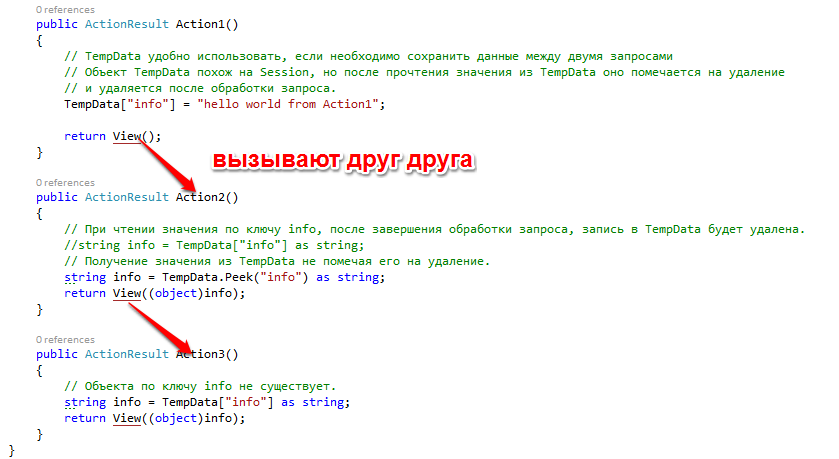 0 references
public ActionResult Action1()
{
// TempData удобно использовать, если необходимо сохранить данные между двумя запросами
// Объект TempData похож на Session, но после прочтения значения из TempData оно помечается на удаление
// и удаляется после обработки запроса.
TempData["info"] = "hello world from Action1";
return View();
}
вызывают друг друга
0 references
public ActionResult Action2()
{
// При чтении значения по ключу info, после завершения обработки запроса, запись в TempData будет удалена.
//string info = TempData["info"] as string;
// Получение значения из TempData не помечая его на удаление.
string info = TempData.Peek("info") as string;
return View((object)info);
}
0 references
public ActionResult Action3()
{
// Объекта по ключу info не существует.
string info = TempData["info"] as string;
return View((object)info);
}
}